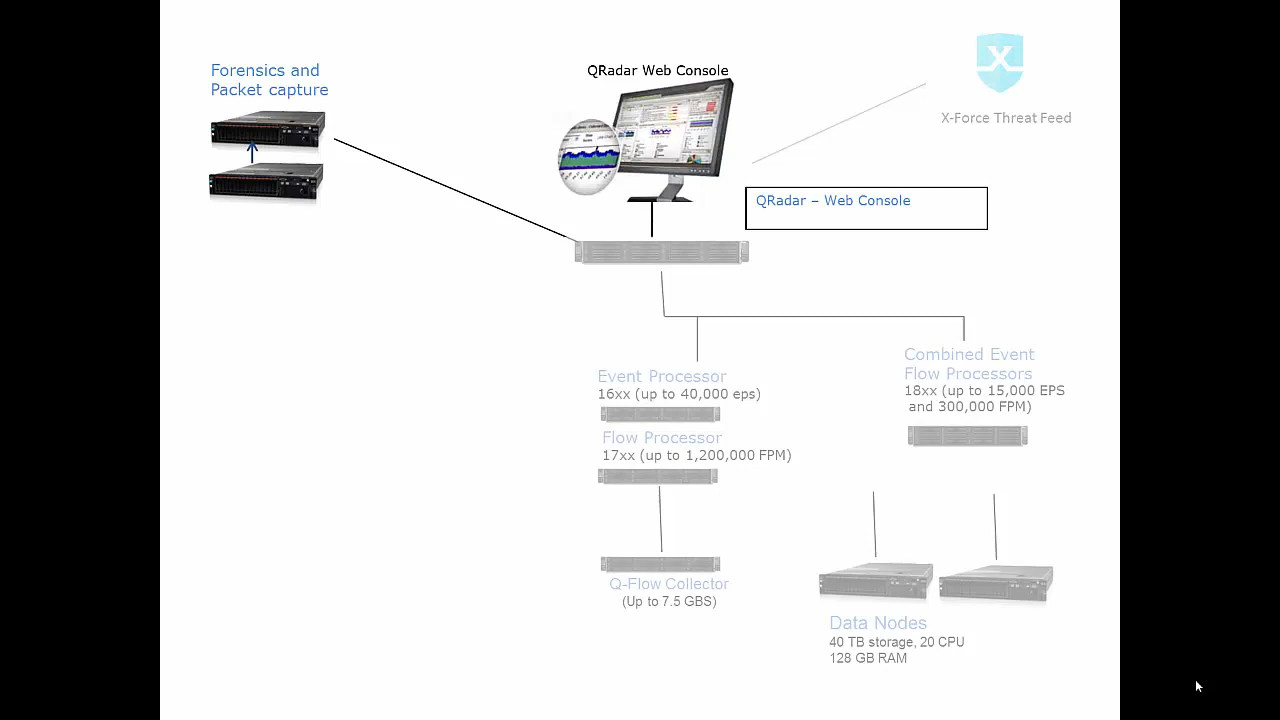 Forensics and
Packet capture
QRadar Web Console
X
X-Force Threat Feed
QRadar – Web Console
Event Processor
16xx (up to 40,000 eps)
Flow Processor
17xx (up to 1,200,000 FPM)
Q-Flow Collector
(Up to 7.5 GBS)
Combined Event
Flow Processors
18xx (up to 15,000 EPS
and 300,000 FPM)
Data Nodes
40 TB storage, 20 CPU
128 GB RAM